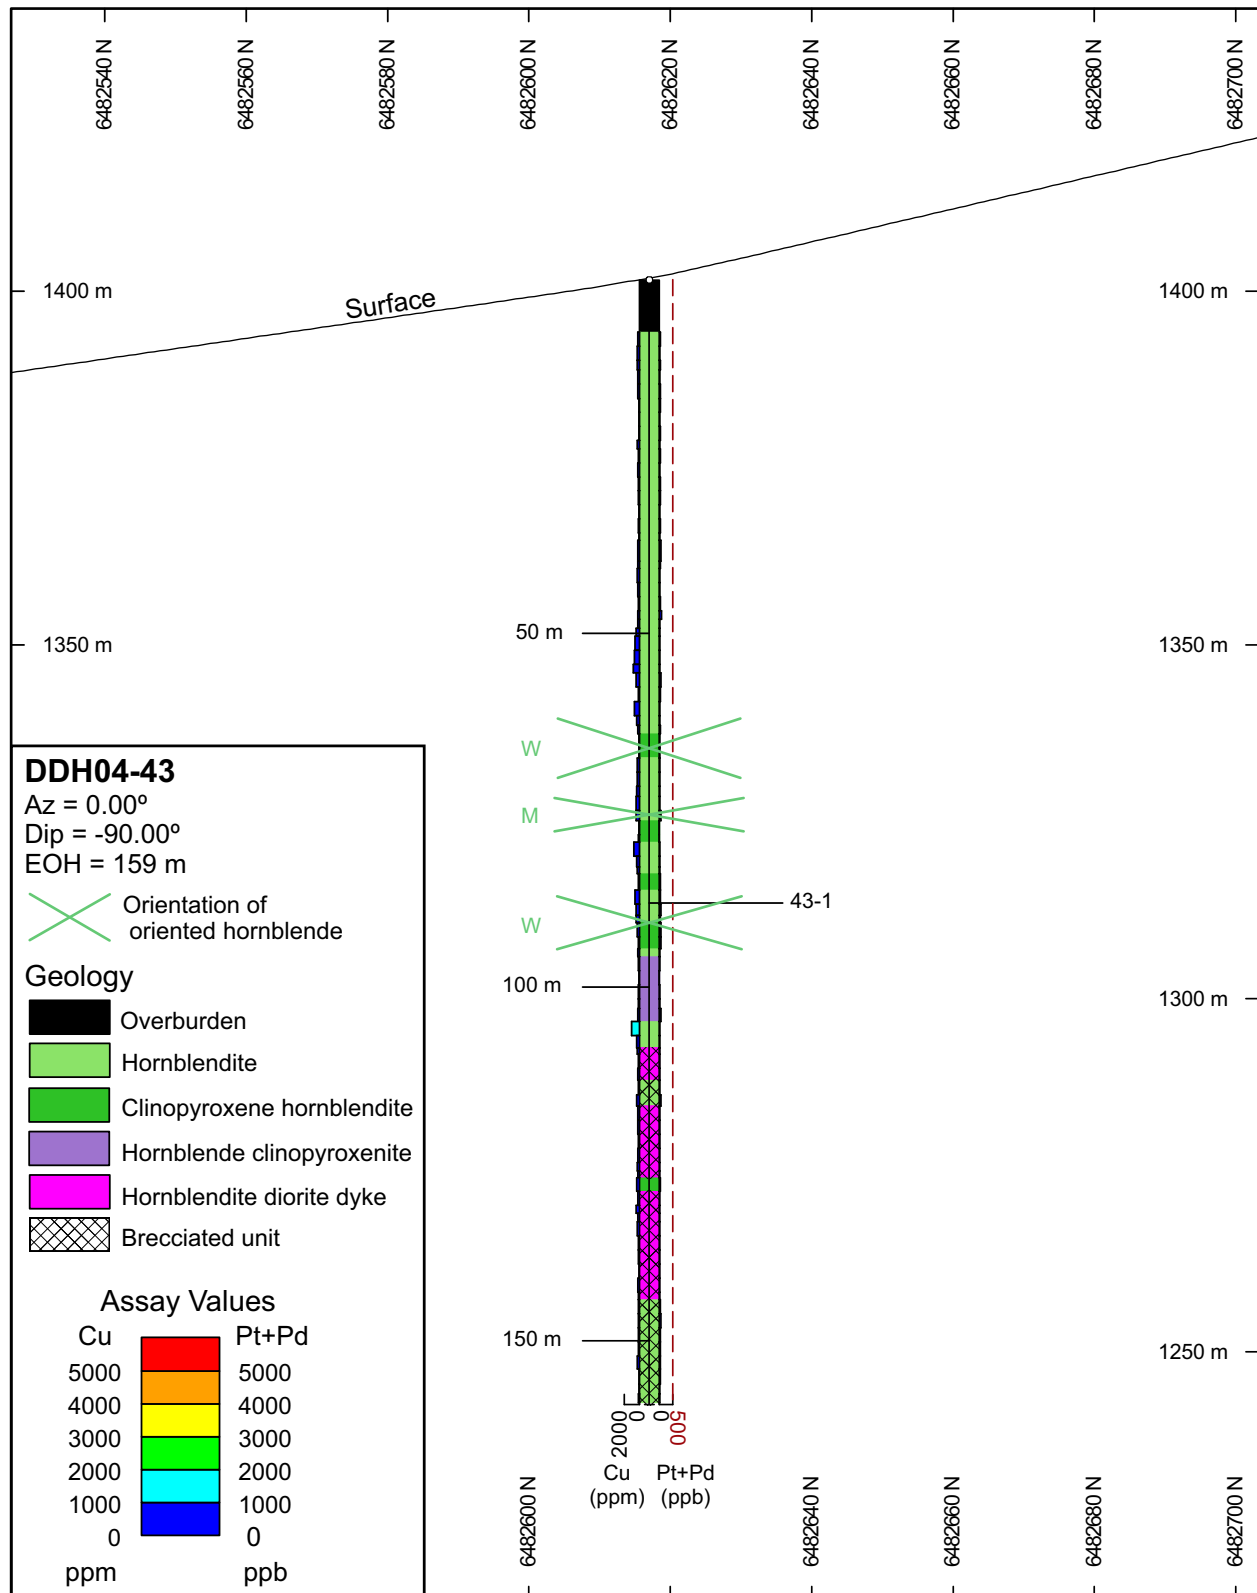 6482540 N
6482560 N
6482580 N
6482600 N
6482620 N
6482640 N
6482660 N
6482680 N
6482700 N
Surface
1400 m
1400 m
1350 m
1350 m
50 m
W
M
W
43-1
100 m
1300 m
150 m
1250 m
DDH04-43
Az = 0.00º
Dip = -90.00º
EOH = 159 m
Orientation of
oriented hornblende
Geology
Overburden
Hornblendite
Clinopyroxene hornblendite
Hornblende clinopyroxenite
Hornblendite diorite dyke
Brecciated unit
Assay Values
Cu Pt+Pd
5000 5000
4000 4000
3000 3000
2000 2000
1000 1000
0 0
ppm ppb
2000 0 0 500
Cu Pt+Pd
(ppm) (ppb)
6482600 N
6482640 N
6482660 N
6482680 N
6482700 N